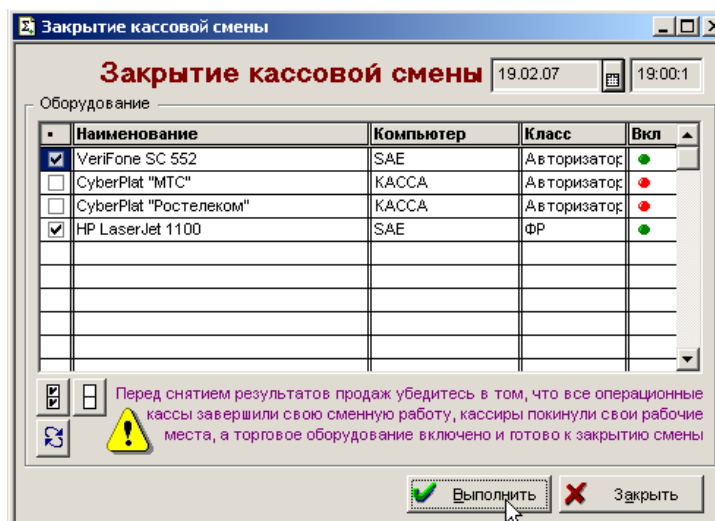 Закрытие кассовой смены
Закрытие кассовой смены 19.02.07 19:00:1
Оборудование
Наименование Компьютер Класс Вкл
VeriFone SC 552 SAE Авторизатор
CyberPlat "МТС" КАССА Авторизатор
CyberPlat "Ростелеком" КАССА Авторизатор
HP LaserJet 1100 SAE ФР
Перед снятием результатов продаж убедитесь в том, что все операционные
кассы завершили свою сменную работу, кассиры покинули свои рабочие
места, а торговое оборудование включено и готово к закрытию смены
Выполнить Закрыть